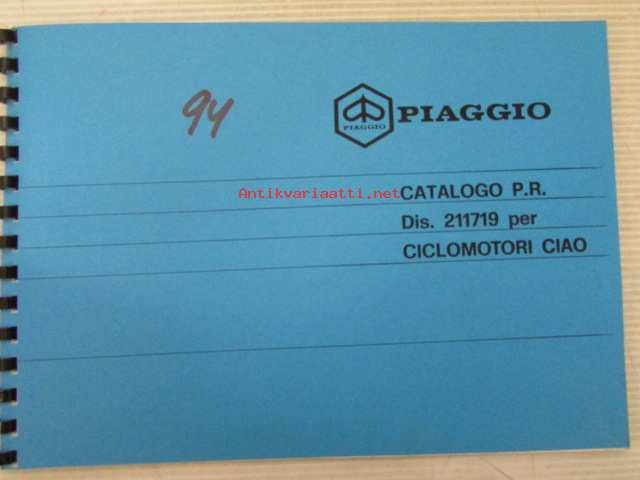 94
PIAGGIO
PIAGGIO
Antikvariaatti.net
CATALOGO P.R.
Dis. 211719 per
CICLOMOTORI CIAO